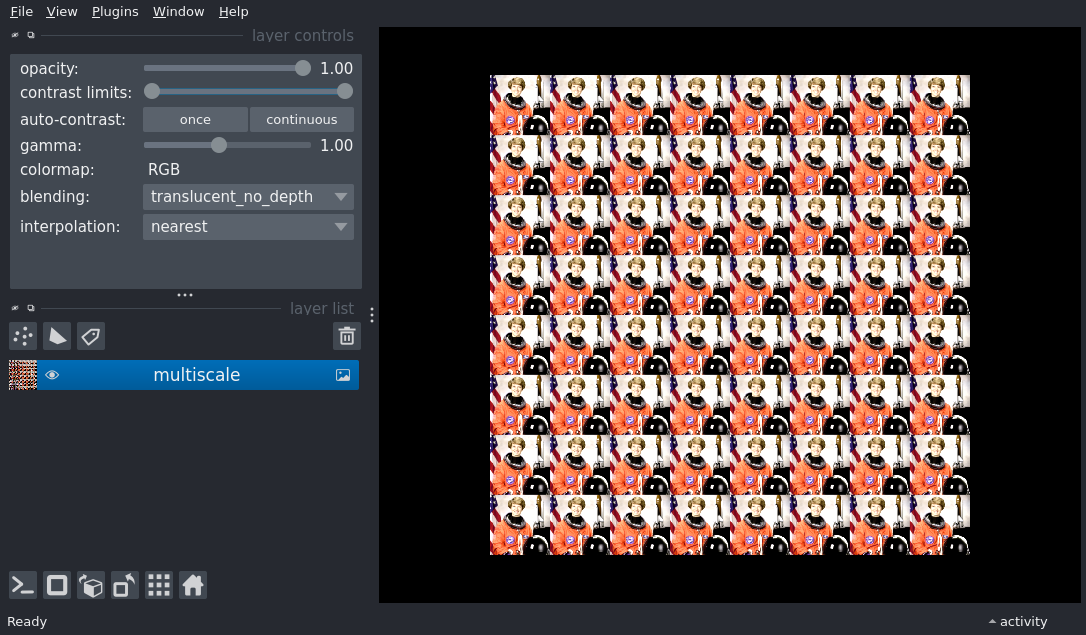 File View Plugins Window Help
layer controls
opacity: 1.00
contrast limits:
auto-contrast: once continuous
gamma: 1.00
colormap: RGB
blending: translucent_no_depth
interpolation: nearest
layer list
multiscale
Ready activity